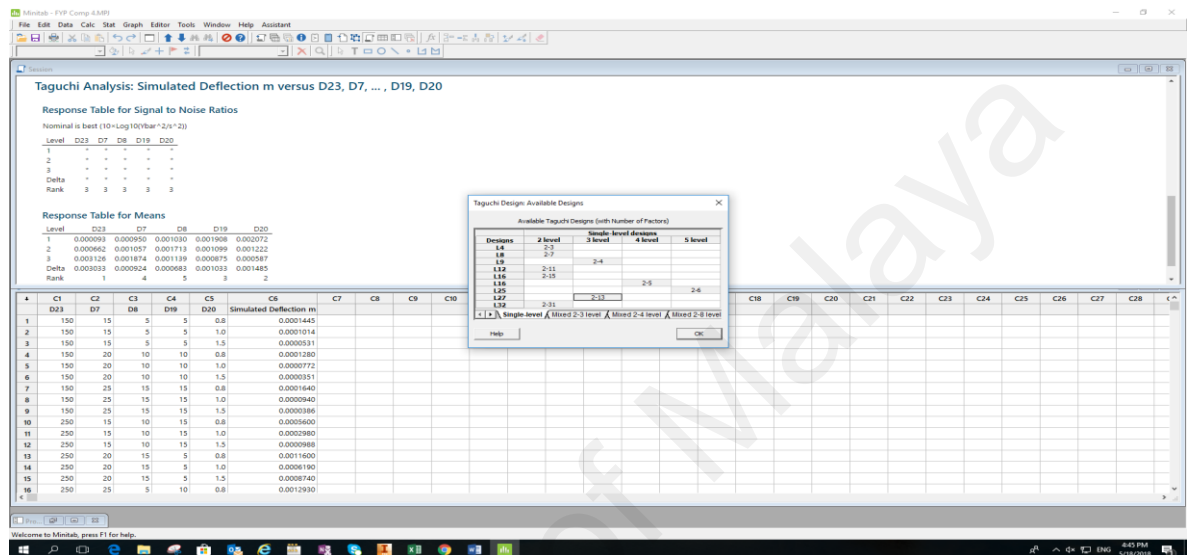 Minitab - FYP Comp 4.MPJ
File Edit Data Calc Stat Graph Editor Tools Window Help Assistant
Session
Taguchi Analysis: Simulated Deflection m versus D23, D7, ... , D19, D20
Response Table for Signal to Noise Ratios
Nominal is best (10×Log10(Ybar^2/s^2))
Level D23 D7 D8 D19 D20
1 * * * * *
2 * * * * *
3 * * * * *
Delta * * * * *
Rank 3 3 3 3 3
Response Table for Means
Level D23 D7 D8 D19 D20
1 0.000093 0.000950 0.001030 0.001908 0.002072
2 0.000662 0.001057 0.001713 0.001099 0.001222
3 0.003126 0.001874 0.001139 0.000875 0.000587
Delta 0.003033 0.000924 0.000683 0.001033 0.001485
Rank 1 4 5 3 2
Taguchi Design: Available Designs
Available Taguchi Designs (with Number of Factors)
Single-level designs
Designs 2 level 3 level 4 level 5 level
L4 2-3
L8 2-7
L9 2-4
L12 2-11
L16 2-15
L16 2-5
L25 2-6
L27 2-13
L32 2-31
Single-level Mixed 2-3 level Mixed 2-4 level Mixed 2-8 level
Help OK
C1 C2 C3 C4 C5 C6 C7 C8 C9 C10 C18 C19 C20 C21 C22 C23 C24 C25 C26 C27 C28
D23 D7 D8 D19 D20 Simulated Deflection m
1 150 15 5 5 0.8 0.0001445
2 150 15 5 5 1.0 0.0001014
3 150 15 5 5 1.5 0.0000531
4 150 20 10 10 0.8 0.0001280
5 150 20 10 10 1.0 0.0000772
6 150 20 10 10 1.5 0.0000351
7 150 25 15 15 0.8 0.0001640
8 150 25 15 15 1.0 0.0000940
9 150 25 15 15 1.5 0.0000386
10 250 15 10 15 0.8 0.0005600
11 250 15 10 15 1.0 0.0002980
12 250 15 10 15 1.5 0.0000988
13 250 20 15 5 0.8 0.0011600
14 250 20 15 5 1.0 0.0006190
15 250 20 15 5 1.5 0.0008740
16 250 25 5 10 0.8 0.0012930
Welcome to Minitab, press F1 for help.
ENG 4:45 PM
5/18/2018
of Malaya